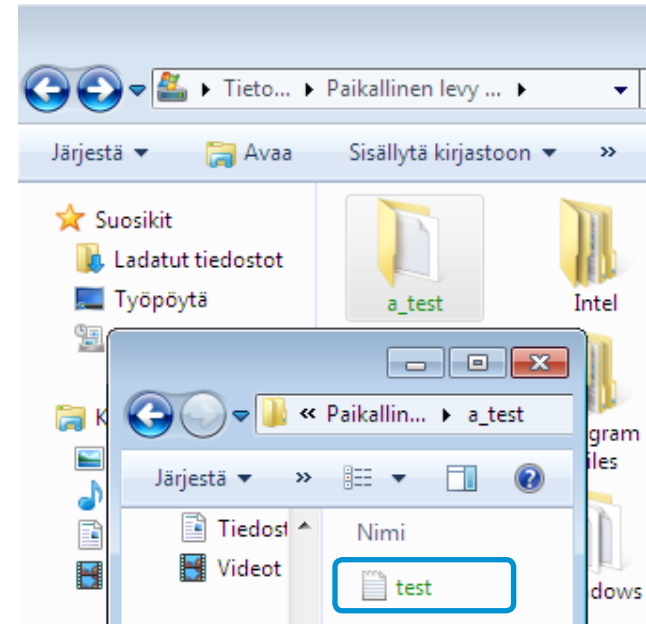 Tieto... Paikallinen levy ...
Järjestä Avaa Sisällytä kirjastoon »
Suosikit
Ladatut tiedostot
Työpöytä
a_test Intel
K
« Paikallin... a_test
gram
iles
Järjestä »
Tiedost Nimi
Videot test
dows